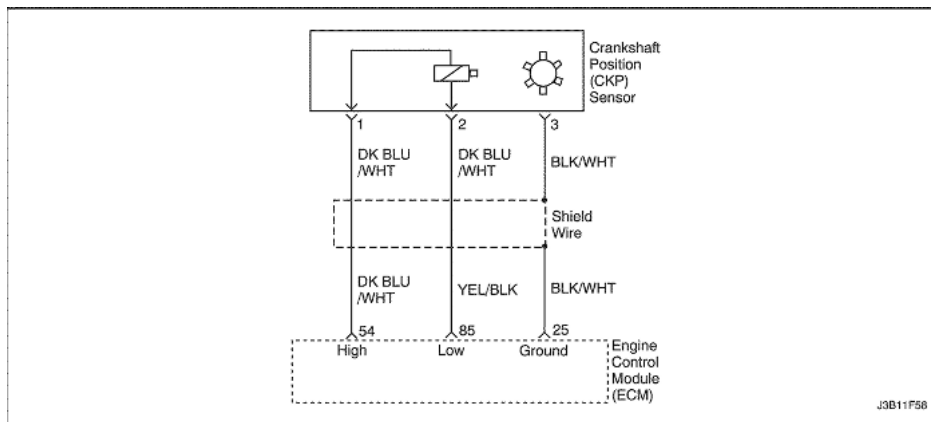 Crankshaft
Position
(CKP)
Sensor
1
2
3
DK BLU
/WHT
DK BLU
/WHT
BLK/WHT
Shield
Wire
DK BLU
/WHT
YEL/BLK
BLK/WHT
54
85
25
High
Low
Ground
Engine
Control
Module
(ECM)
J3B11F58